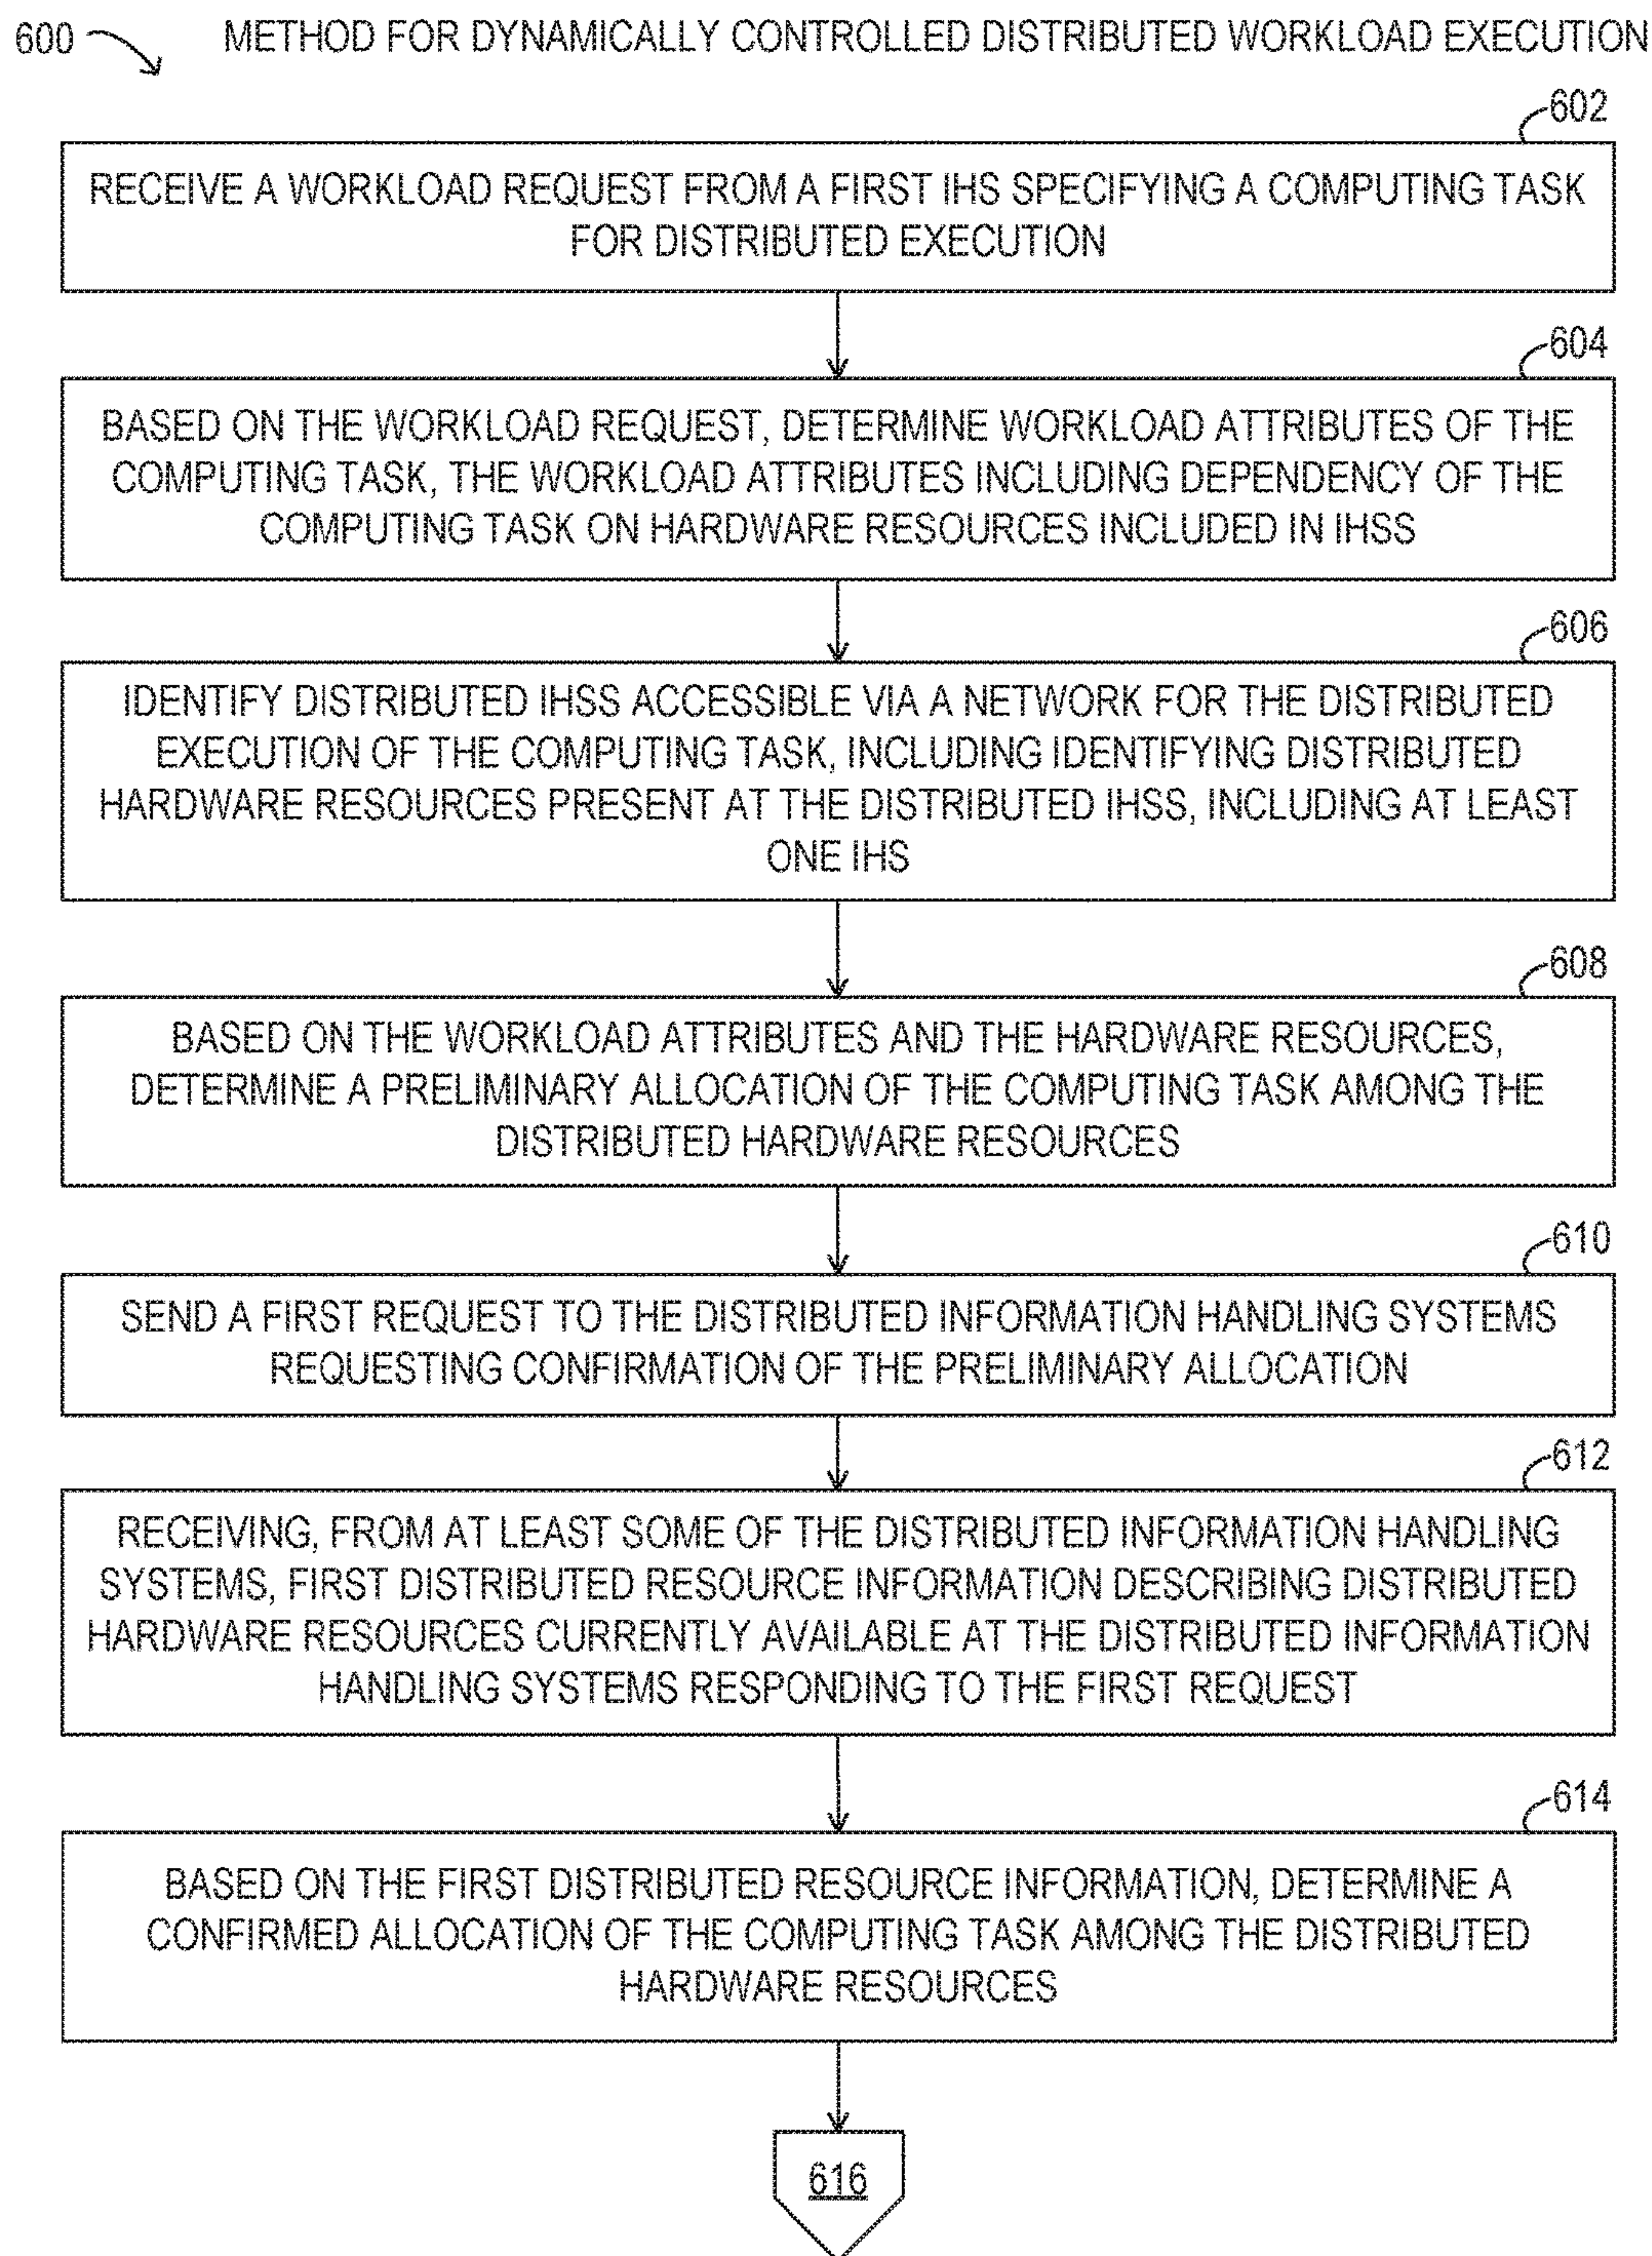 600 METHOD FOR DYNAMICALLY CONTROLLED DISTRIBUTED WORKLOAD EXECUTION
602
RECEIVE A WORKLOAD REQUEST FROM A FIRST IHS SPECIFYING A COMPUTING TASK
FOR DISTRIBUTED EXECUTION
604
BASED ON THE WORKLOAD REQUEST, DETERMINE WORKLOAD ATTRIBUTES OF THE
COMPUTING TASK, THE WORKLOAD ATTRIBUTES INCLUDING DEPENDENCY OF THE
COMPUTING TASK ON HARDWARE RESOURCES INCLUDED IN IHSS
606
IDENTIFY DISTRIBUTED IHSS ACCESSIBLE VIA A NETWORK FOR THE DISTRIBUTED
EXECUTION OF THE COMPUTING TASK, INCLUDING IDENTIFYING DISTRIBUTED
HARDWARE RESOURCES PRESENT AT THE DISTRIBUTED IHSS, INCLUDING AT LEAST
ONE IHS
608
BASED ON THE WORKLOAD ATTRIBUTES AND THE HARDWARE RESOURCES,
DETERMINE A PRELIMINARY ALLOCATION OF THE COMPUTING TASK AMONG THE
DISTRIBUTED HARDWARE RESOURCES
610
SEND A FIRST REQUEST TO THE DISTRIBUTED INFORMATION HANDLING SYSTEMS
REQUESTING CONFIRMATION OF THE PRELIMINARY ALLOCATION
612
RECEIVING, FROM AT LEAST SOME OF THE DISTRIBUTED INFORMATION HANDLING
SYSTEMS, FIRST DISTRIBUTED RESOURCE INFORMATION DESCRIBING DISTRIBUTED
HARDWARE RESOURCES CURRENTLY AVAILABLE AT THE DISTRIBUTED INFORMATION
HANDLING SYSTEMS RESPONDING TO THE FIRST REQUEST
614
BASED ON THE FIRST DISTRIBUTED RESOURCE INFORMATION, DETERMINE A
CONFIRMED ALLOCATION OF THE COMPUTING TASK AMONG THE DISTRIBUTED
HARDWARE RESOURCES
616